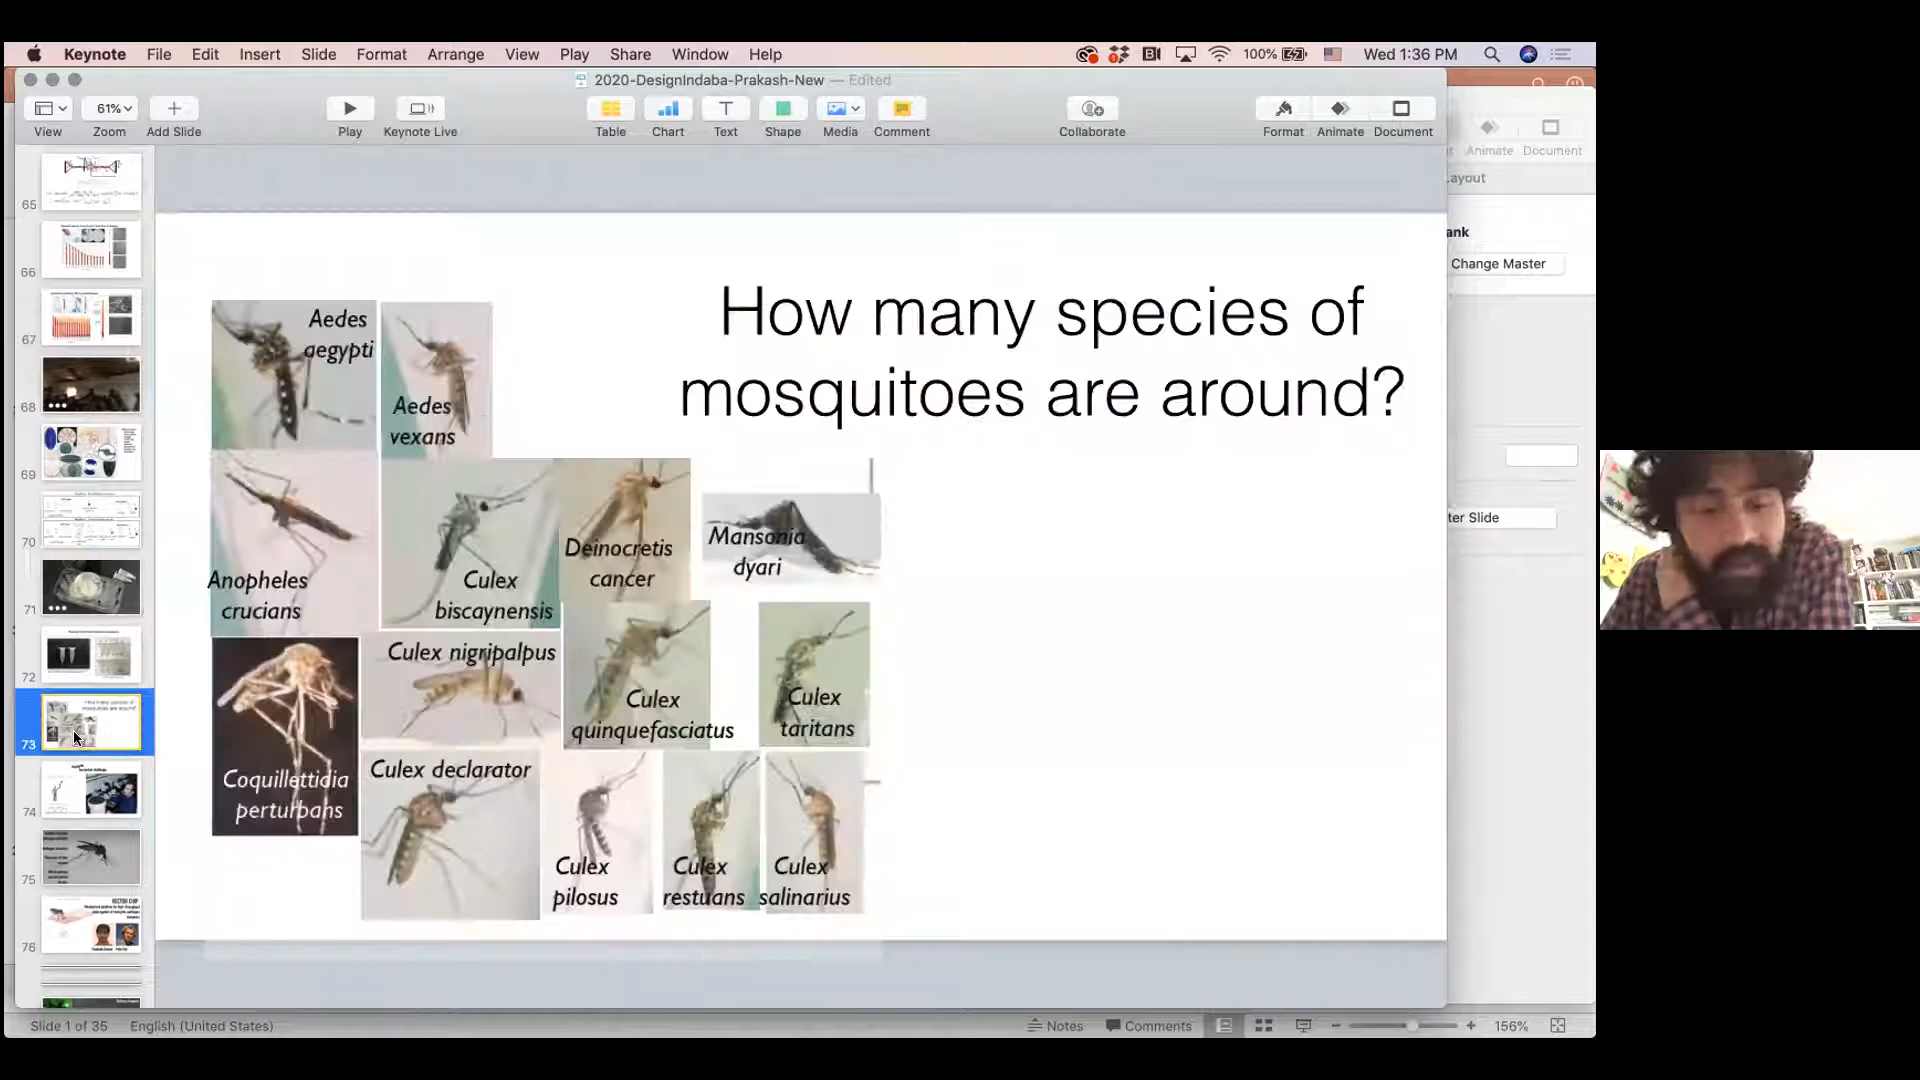 Keynote File Edit Insert Slide Format Arrange View Play Share Window Help
100% Wed 1:36 PM
2020-DesignIndaba-Prakash-New — Edited
61%
View Zoom Add Slide Play Keynote Live Table Chart Text Shape Media Comment Collaborate Format Animate Document
Animate Document
ayout
ank
Change Master
ter Slide
65
66
67
68
69
70
71
72
73
74
75
76
VECTOR CHIP
How many species of
mosquitoes are around?
Aedes
aegypti
Aedes
vexans
Anopheles
crucians
Culex
biscaynensis
Deinocretis
cancer
Mansonia
dyari
Coquillettidia
perturbans
Culex nigripalpus
Culex
quinquefasciatus
Culex
taritans
Culex declarator
Culex
pilosus
Culex
restuans
Culex
salinarius
Slide 1 of 35 English (United States) Notes Comments 156%